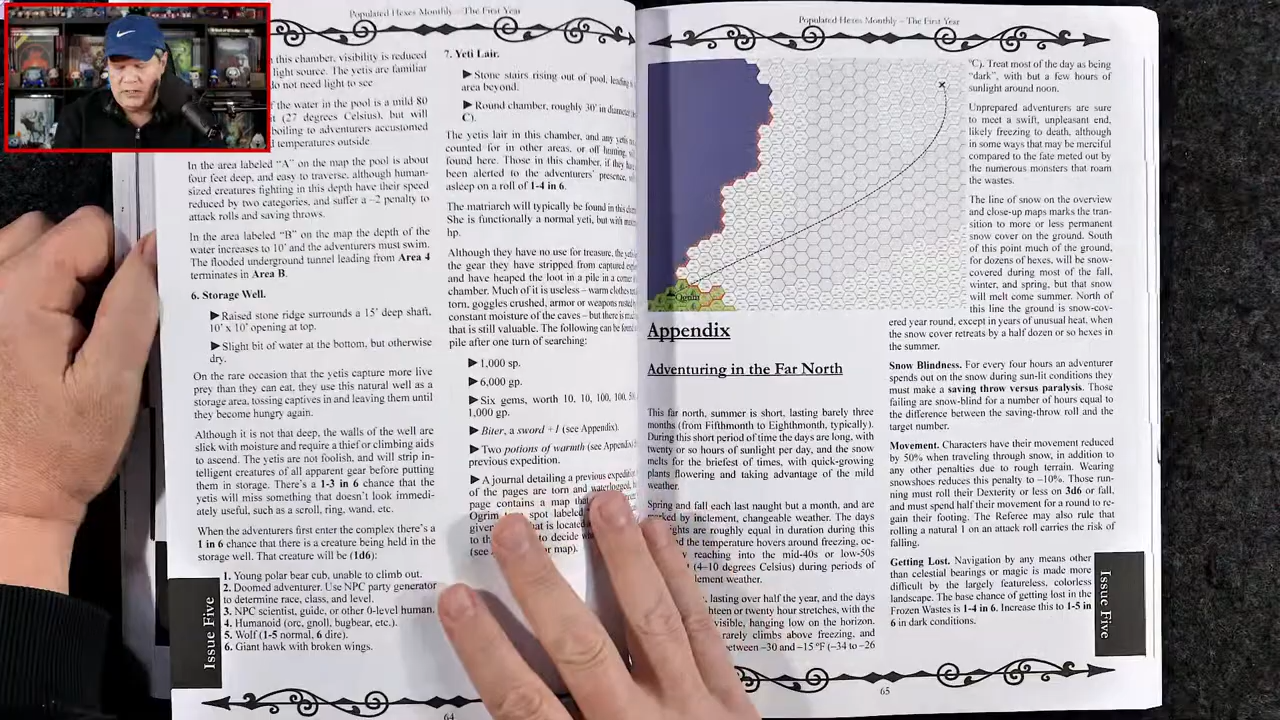 Populated Hexes Monthly – The First Year
this chamber, visibility is reduced
light source. The yetis are familiar
do not need light to see
the water in the pool is a mild 80
(27 degrees Celsius), but will
boiling to adventurers accustomed
temperatures outside.
In the area labeled "A" on the map the pool is about
four feet deep, and easy to traverse, although human-
sized creatures fighting in this depth have their speed
reduced by two categories, and suffer a –2 penalty to
attack rolls and saving throws.
In the area labeled "B" on the map the depth of the
water increases to 10' and the adventurers must swim.
The flooded underground tunnel leading from Area 4
terminates in Area B.
6. Storage Well.
▶ Raised stone ridge surrounds a 15' deep shaft,
10' x 10' opening at top.
▶ Slight bit of water at the bottom, but otherwise
dry.
On the rare occasion that the yetis capture more live
prey than they can eat, they use this natural well as a
storage area, tossing captives in and leaving them until
they become hungry again.
Although it is not that deep, the walls of the well are
slick with moisture and require a thief or climbing aids
to ascend. The yetis are not foolish, and will strip in-
telligent creatures of all apparent gear before putting
them in storage. There's a 1-3 in 6 chance that the
yetis will miss something that doesn't look immedi-
ately useful, such as a scroll, ring, wand, etc.
When the adventurers first enter the complex there's a
1 in 6 chance that there is a creature being held in the
storage well. That creature will be (1d6):
1. Young polar bear cub, unable to climb out.
2. Doomed adventurer. Use NPC party generator
to determine race, class, and level.
3. NPC scientist, guide, or other 0-level human.
4. Humanoid (orc, gnoll, bugbear, etc.).
5. Wolf (1-5 normal, 6 dire).
6. Giant hawk with broken wings.
Issue Five
7. Yeti Lair.
▶ Stone stairs rising out of pool, leading
area beyond.
▶ Round chamber, roughly 30' in diameter
C).
The yetis lair in this chamber, and any yetis
counted for in other areas, or off hunting,
found here. Those in this chamber, if they
been alerted to the adventurers' presence,
asleep on a roll of 1-4 in 6.
The matriarch will typically be found in this
She is functionally a normal yeti, but with
hp.
Although they have no use for treasure, the
the gear they have stripped from captured
and have heaped the loot in a pile in a corner
chamber. Much of it is useless – warm clothes
torn, goggles crushed, armor or weapons rusted
constant moisture of the caves – but there is
that is still valuable. The following can be found
pile after one turn of searching:
▶ 1,000 sp.
▶ 6,000 gp.
▶ Six gems, worth 10, 10, 100, 100,
1,000 gp.
▶ Biter, a sword +1 (see Appendix).
▶ Two potions of warmth (see Appendix)
previous expedition.
▶ A journal detailing a previous expedition
of the pages are torn and waterlogged,
page contains a map that
Ogrim spot labeled
given that is located
to the to decide
(see or map).
64
Populated Hexes Monthly – The First Year
Ogrim
Appendix
Adventuring in the Far North
This far north, summer is short, lasting barely three
months (from Fifthmonth to Eighthmonth, typically).
During this short period of time the days are long, with
twenty or so hours of sunlight per day, and the snow
melts for the briefest of times, with quick-growing
plants flowering and taking advantage of the mild
weather.
Spring and fall each last naught but a month, and are
by inclement, changeable weather. The days
nights are roughly equal in duration during this
the temperature hovers around freezing, oc-
reaching into the mid-40s or low-50s
(4–10 degrees Celsius) during periods of
clement weather.
lasting over half the year, and the days
eighteen or twenty hour stretches, with the
visible, hanging low on the horizon.
rarely climbs above freezing, and
between –30 and –15 °F (–34 to –26
°C). Treat most of the day as being
"dark", with but a few hours of
sunlight around noon.
Unprepared adventurers are sure
to meet a swift, unpleasant end,
likely freezing to death, although
in some ways that may be merciful
compared to the fate meted out by
the numerous monsters that roam
the wastes.
The line of snow on the overview
and close-up maps marks the tran-
sition to more or less permanent
snow cover on the ground. South
of this point much of the ground,
for dozens of hexes, will be snow-
covered during most of the fall,
winter, and spring, but that snow
will melt come summer. North of
this line the ground is snow-cov-
ered year round, except in years of unusual heat, when
the snow cover retreats by a half dozen or so hexes in
the summer.
Snow Blindness. For every four hours an adventurer
spends out on the snow during sun-lit conditions they
must make a saving throw versus paralysis. Those
failing are snow-blind for a number of hours equal to
the difference between the saving-throw roll and the
target number.
Movement. Characters have their movement reduced
by 50% when traveling through snow, in addition to
any other penalties due to rough terrain. Wearing
snowshoes reduces this penalty to –10%. Those run-
ning must roll their Dexterity or less on 3d6 or fall,
and must spend half their movement for a round to re-
gain their footing. The Referee may also rule that
rolling a natural 1 on an attack roll carries the risk of
falling.
Getting Lost. Navigation by any means other
than celestial bearings or magic is made more
difficult by the largely featureless, colorless
landscape. The base chance of getting lost in the
Frozen Wastes is 1-4 in 6. Increase this to 1-5 in
6 in dark conditions.
Issue Five
65